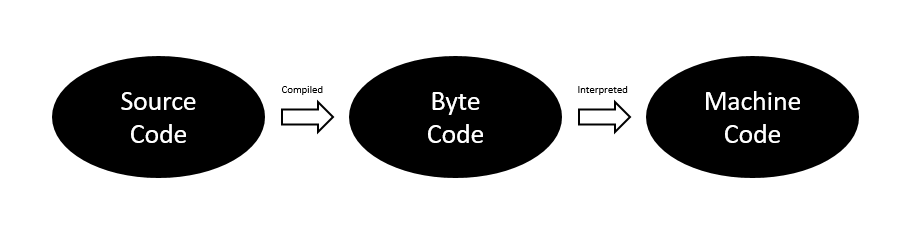 Source
Code
Compiled
Byte
Code
Interpreted
Machine
Code